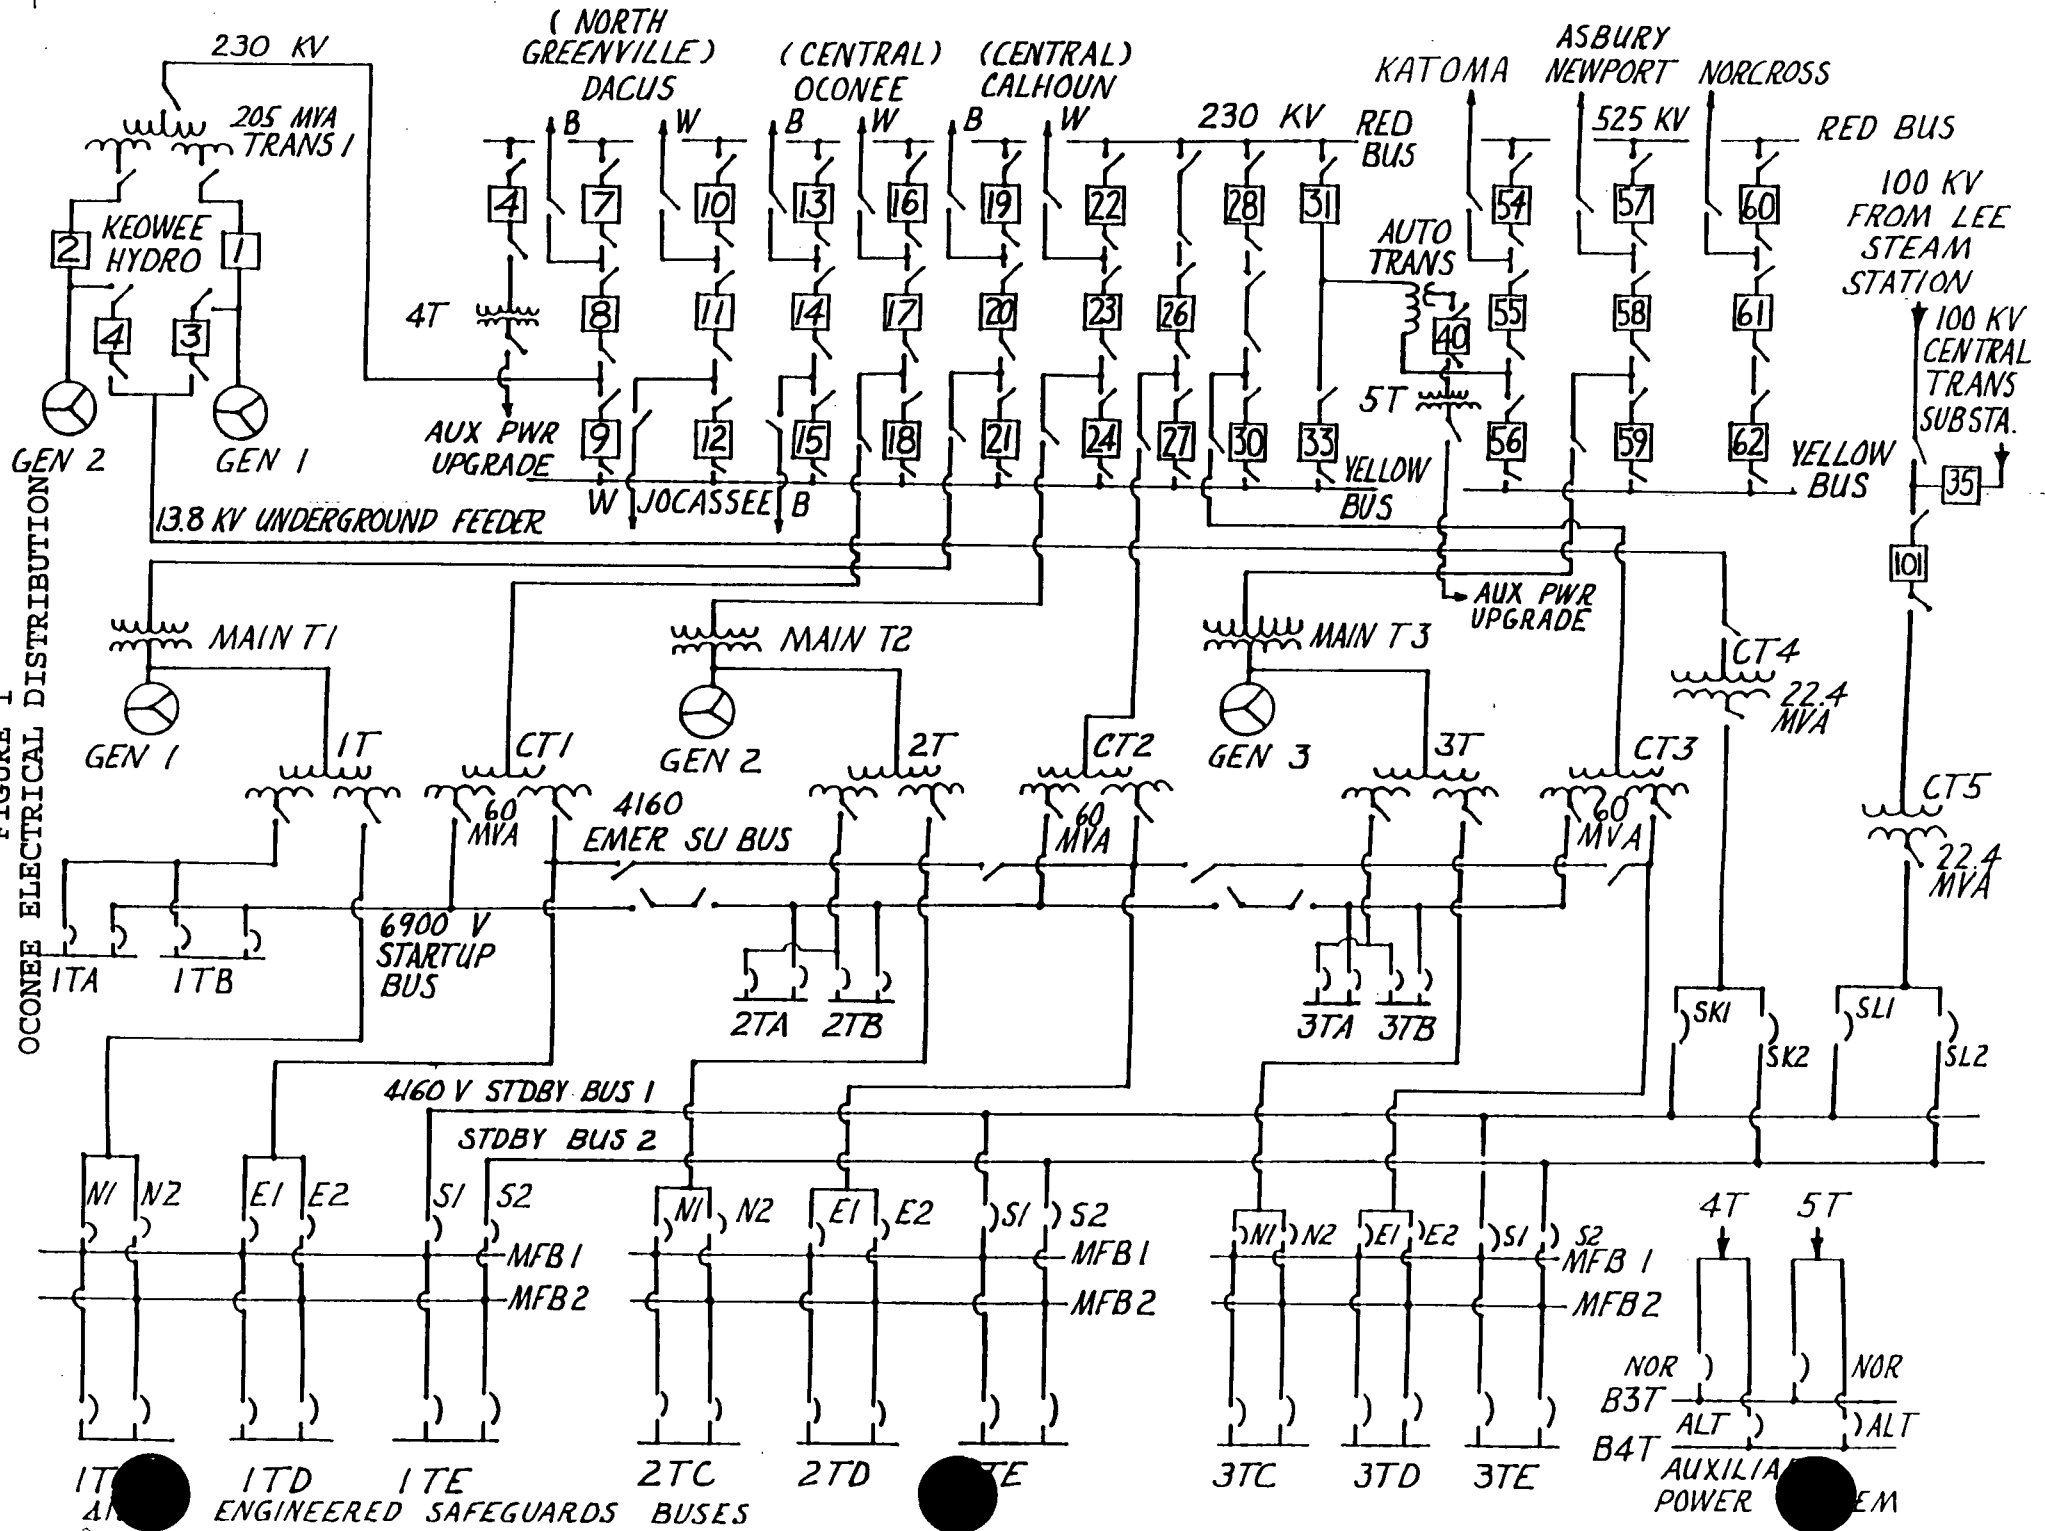 FIGURE 1
OCONEE ELECTRICAL DISTRIBUTION
230 KV
205 MVA
TRANS 1
(NORTH
GREENVILLE)
DACUS
(CENTRAL)
OCONEE
(CENTRAL)
CALHOUN
KATOMA
ASBURY
NEWPORT
NORCROSS
B
W
B
W
B
W
230 KV
RED
BUS
525 KV
RED BUS
100 KV
FROM LEE
STEAM
STATION
100 KV
CENTRAL
TRANS
SUBSTA.
2
KEOWEE
HYDRO
1
4
3
GEN 2
GEN 1
4
7
10
13
16
19
22
28
31
54
57
60
AUTO
TRANS
4T
8
11
14
17
20
23
26
40
55
58
61
5T
AUX PWR
UPGRADE
9
12
15
18
21
24
27
30
33
56
59
62
35
W JOCASSEE B
YELLOW
BUS
YELLOW
BUS
13.8 KV UNDERGROUND FEEDER
101
AUX PWR
UPGRADE
MAIN T1
MAIN T2
MAIN T3
CT4
22.4
MVA
GEN 1
GEN 2
GEN 3
1T
CT1
2T
CT2
3T
CT3
CT5
60
MVA
4160
EMER SU BUS
60
MVA
60
MVA
22.4
MVA
6900 V
STARTUP
BUS
1TA
1TB
2TA
2TB
3TA
3TB
SK1
SK2
SL1
SL2
4160 V STDBY BUS 1
STDBY BUS 2
N1
N2
E1
E2
S1
S2
N1
N2
E1
E2
S1
S2
N1
N2
E1
E2
S1
S2
4T
5T
MFB1
MFB2
MFB1
MFB2
MFB 1
MFB2
NOR
NOR
B3T
ALT
ALT
B4T
1TD
1TE
2TC
2TD
3TC
3TD
3TE
POWER
ENGINEERED SAFEGUARDS BUSES